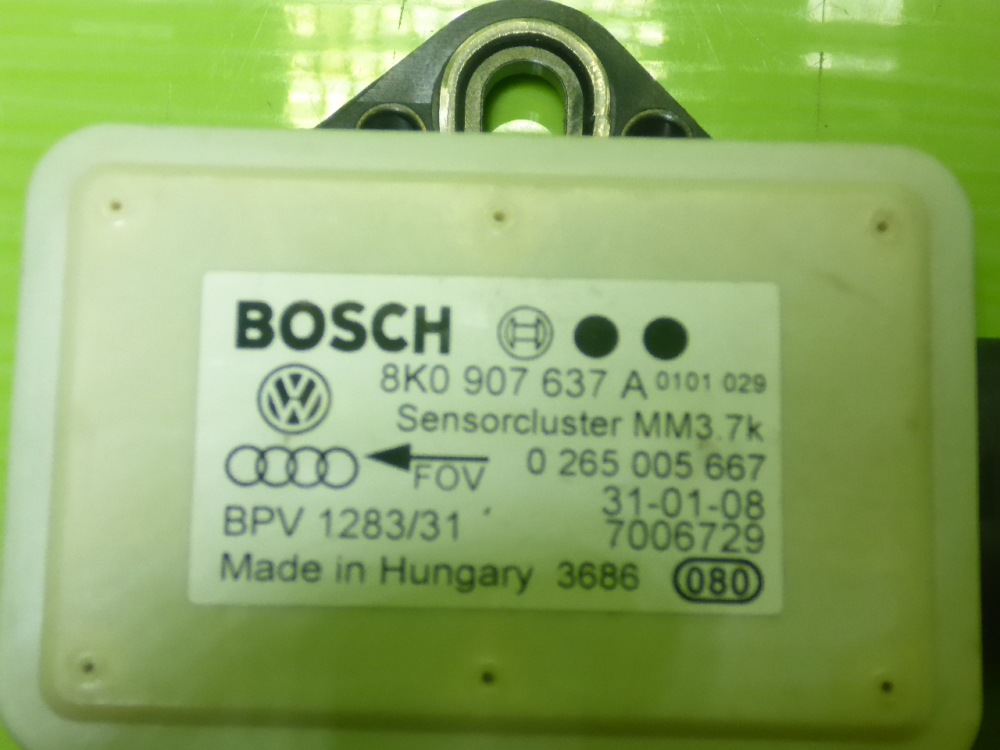 BOSCH
8K0 907 637 A 0101 029
Sensorcluster MM3.7k
FOV 0 265 005 667
31-01-08
BPV 1283/31 7006729
Made in Hungary 3686 080